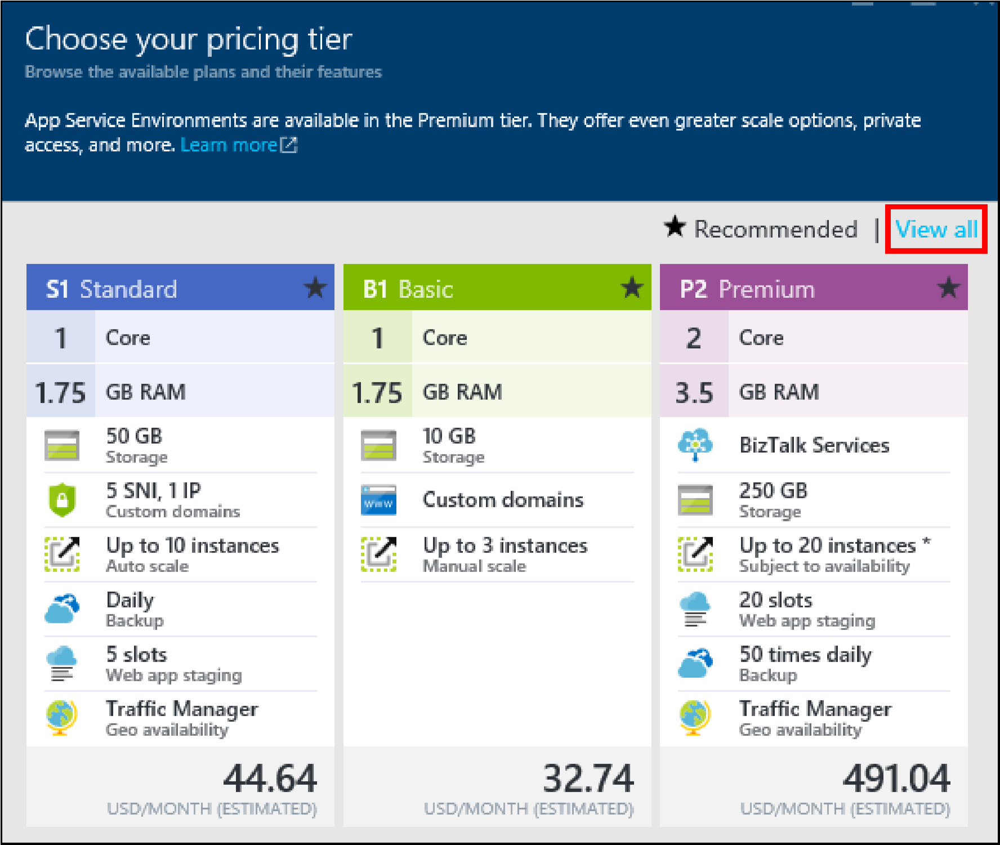 Choose your pricing tier
Browse the available plans and their features
App Service Environments are available in the Premium tier. They offer even greater scale options, private
access, and more. Learn more
★ Recommended | View all
S1 Standard ★
1 Core
1.75 GB RAM
50 GB
Storage
5 SNI, 1 IP
Custom domains
Up to 10 instances
Auto scale
Daily
Backup
5 slots
Web app staging
Traffic Manager
Geo availability
44.64
USD/MONTH (ESTIMATED)
B1 Basic ★
1 Core
1.75 GB RAM
10 GB
Storage
www
Custom domains
Up to 3 instances
Manual scale
32.74
USD/MONTH (ESTIMATED)
P2 Premium ★
2 Core
3.5 GB RAM
BizTalk Services
250 GB
Storage
Up to 20 instances *
Subject to availability
20 slots
Web app staging
50 times daily
Backup
Traffic Manager
Geo availability
491.04
USD/MONTH (ESTIMATED)